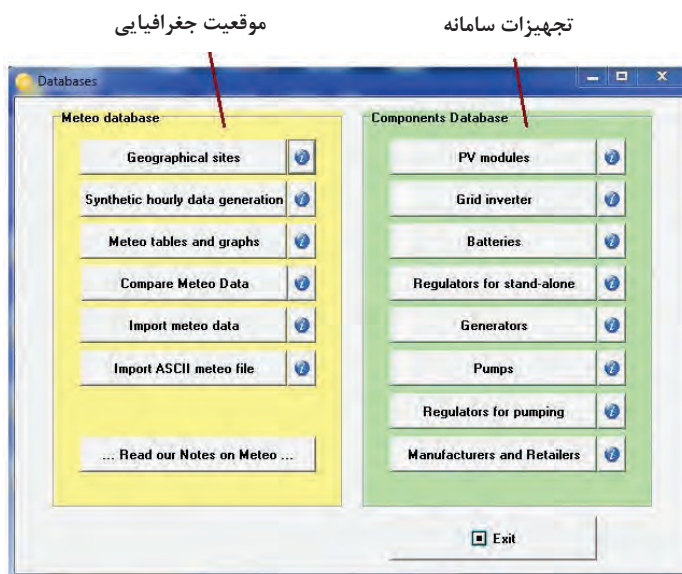 موقعیت جغرافیایی
تجهیزات سامانه
Databases
Meteo database
Geographical sites
Synthetic hourly data generation
Meteo tables and graphs
Compare Meteo Data
Import meteo data
Import ASCII meteo file
... Read our Notes on Meteo ...
Components Database
PV modules
Grid inverter
Batteries
Regulators for stand-alone
Generators
Pumps
Regulators for pumping
Manufacturers and Retailers
Exit